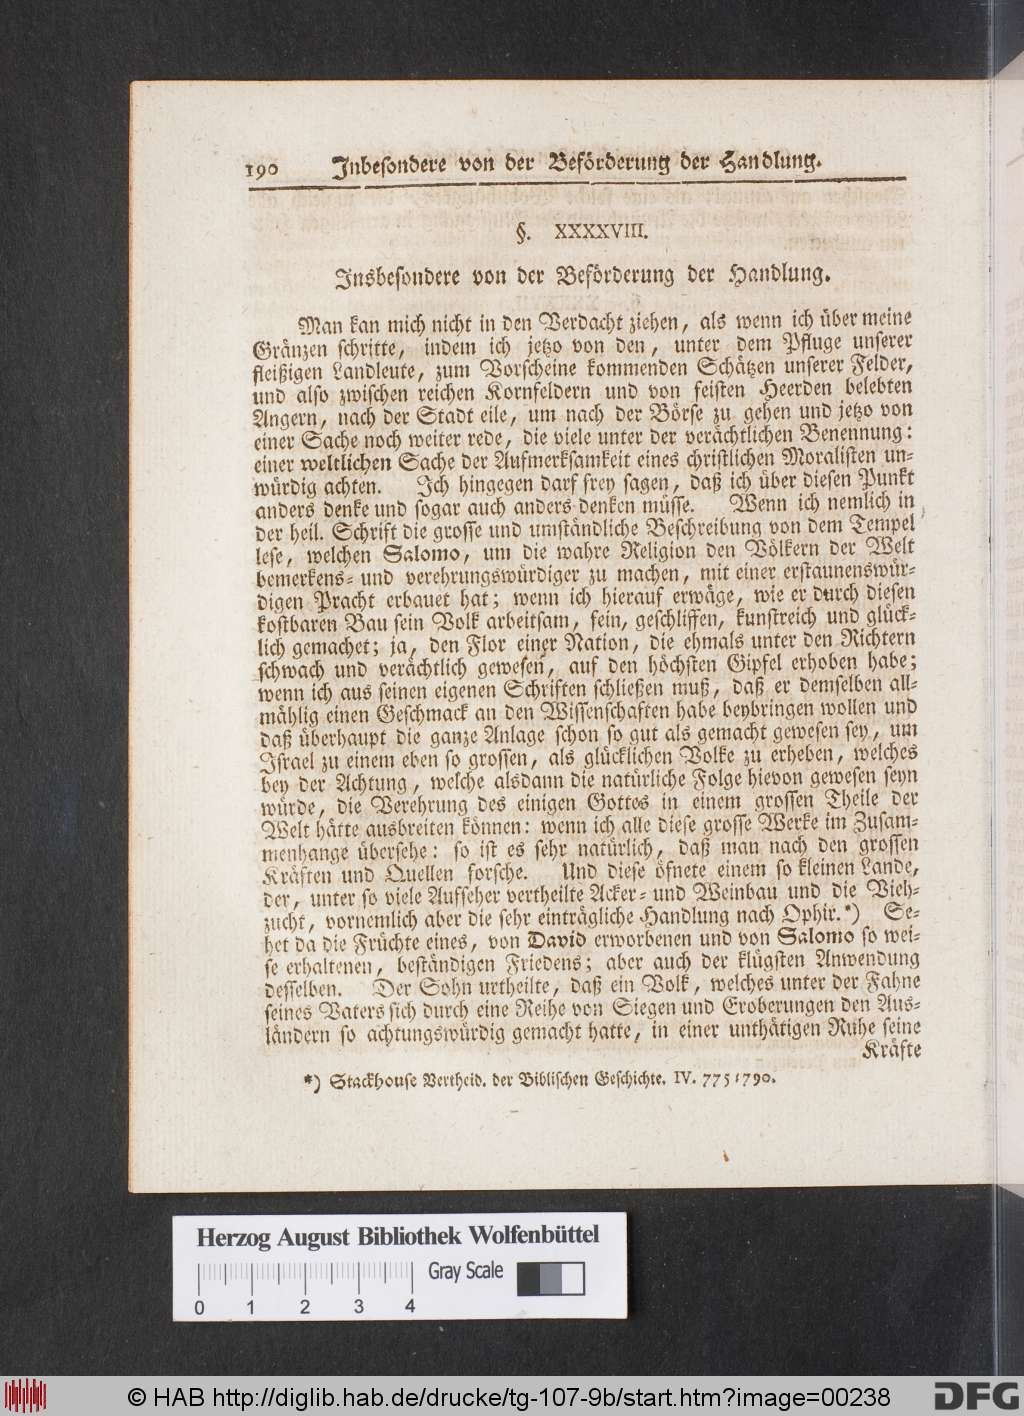 190 Inbesondere von der Beförderung der Handlung.
§. XXXXVIII.
Insbesondere von der Beförderung der Handlung.
Man kan mich nicht in den Verdacht ziehen, als wenn ich über meine
Gränzen schritte, indem ich jetzo von den, unter dem Pfluge unserer
fleißigen Landleute, zum Vorscheine kommenden Schätzen unserer Felder,
und also zwischen reichen Kornfeldern und von feisten Heerden belebten
Angern, nach der Stadt eile, um nach der Börse zu gehen und jetzo von
einer Sache noch weiter rede, die viele unter der verächtlichen Benennung:
einer weltlichen Sache der Aufmerksamkeit eines christlichen Moralisten un-
würdig achten. Ich hingegen darf frey sagen, daß ich über diesen Punkt
anders denke und sogar auch anders denken müsse. Wenn ich nemlich in
der heil. Schrift die grosse und umständliche Beschreibung von dem Tempel
lese, welchen Salomo, um die wahre Religion den Völkern der Welt
bemerkens- und verehrungswürdiger zu machen, mit einer erstaunenswür-
digen Pracht erbauet hat; wenn ich hierauf erwäge, wie er durch diesen
kostbaren Bau sein Volk arbeitsam, fein, geschliffen, kunstreich und glück-
lich gemachet; ja, den Flor einer Nation, die ehmals unter den Richtern
schwach und verächtlich gewesen, auf den höchsten Gipfel erhoben habe;
wenn ich aus seinen eigenen Schriften schließen muß, daß er demselben all-
mählig einen Geschmack an den Wissenschaften habe beybringen wollen und
daß überhaupt die ganze Anlage schon so gut als gemacht gewesen sey, um
Israel zu einem eben so grossen, als glücklichen Volke zu erheben, welches
bey der Achtung, welche alsdann die natürliche Folge hievon gewesen seyn
würde, die Verehrung des einigen Gottes in einem grossen Theile der
Welt hätte ausbreiten können: wenn ich alle diese grosse Werke im Zusam-
menhange übersehe: so ist es sehr natürlich, daß man nach den grossen
Kräften und Quellen forsche. Und diese öfnete einem so kleinen Lande,
der, unter so viele Aufseher vertheilte Acker- und Weinbau und die Vieh-
zucht, vornemlich aber die sehr einträgliche Handlung nach Ophir.*) Se-
het da die Früchte eines, von David erworbenen und von Salomo so wei-
se erhaltenen, beständigen Friedens; aber auch der klügsten Anwendung
desselben. Der Sohn urtheilte, daß ein Volk, welches unter der Fahne
seines Vaters sich durch eine Reihe von Siegen und Eroberungen den Aus-
ländern so achtungswürdig gemacht hatte, in einer unthätigen Ruhe seine
Kräfte
*) Stackhouse Vertheid. der Biblischen Geschichte. IV. 775-790.
Herzog August Bibliothek Wolfenbüttel
Gray Scale
0 1 2 3 4
© HAB http://diglib.hab.de/drucke/tg-107-9b/start.htm?image=00238
DFG